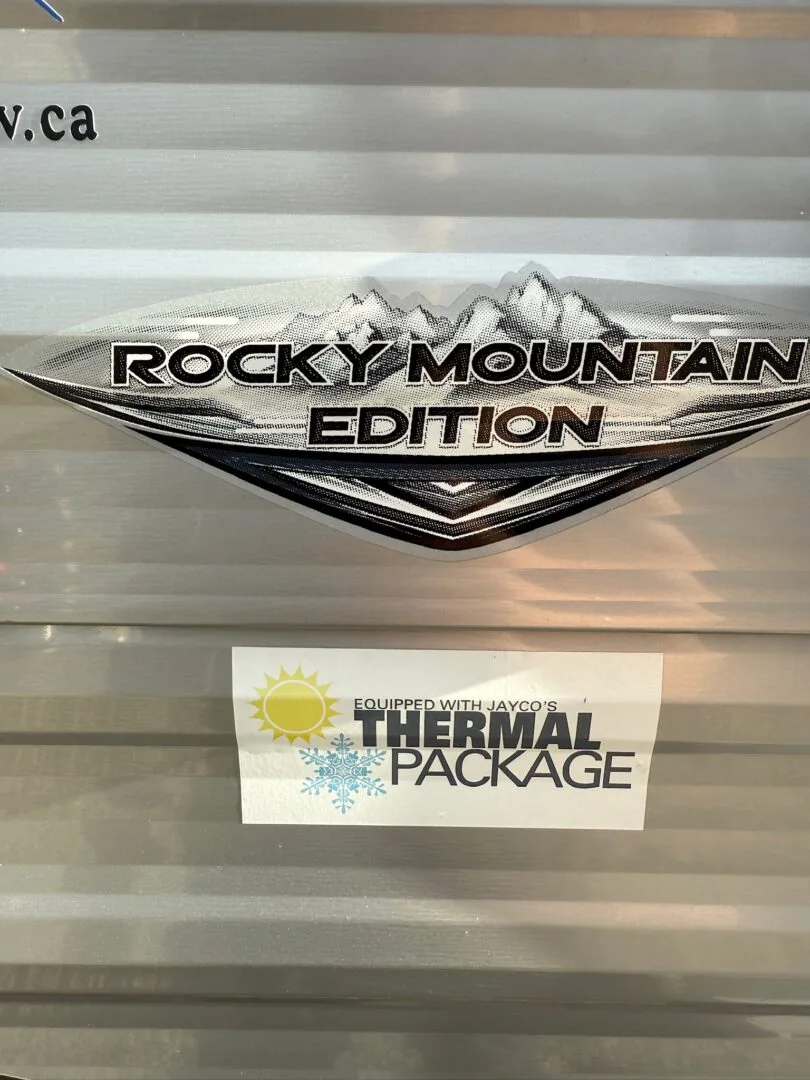 v.ca
ROCKY MOUNTAIN
EDITION
EQUIPPED WITH JAYCO'S
THERMAL
PACKAGE